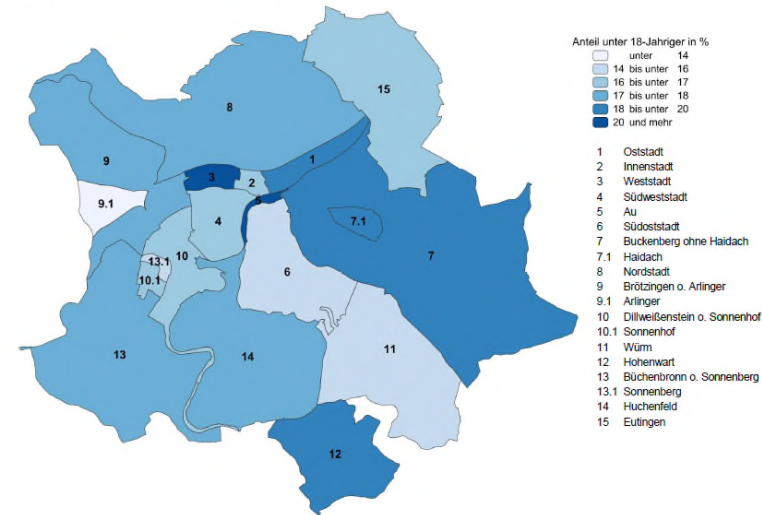 Anteil unter 18-Jahriger in %
unter 14
14 bis unter 16
16 bis unter 17
17 bis unter 18
18 bis unter 20
20 und mehr
1 Oststadt
2 Innenstadt
3 Weststadt
4 Südweststadt
5 Au
6 Südoststadt
7 Buckenberg ohne Haidach
7.1 Haidach
8 Nordstadt
9 Brötzingen o. Arlinger
9.1 Arlinger
10 Dillweißenstein o. Sonnenhof
10.1 Sonnenhof
11 Würm
12 Hohenwart
13 Büchenbronn o. Sonnenberg
13.1 Sonnenberg
14 Huchenfeld
15 Eutingen
15
8
9
1
3
2
9.1
5
4
7.1
7
10
13.1
6
10.1
11
13
14
12